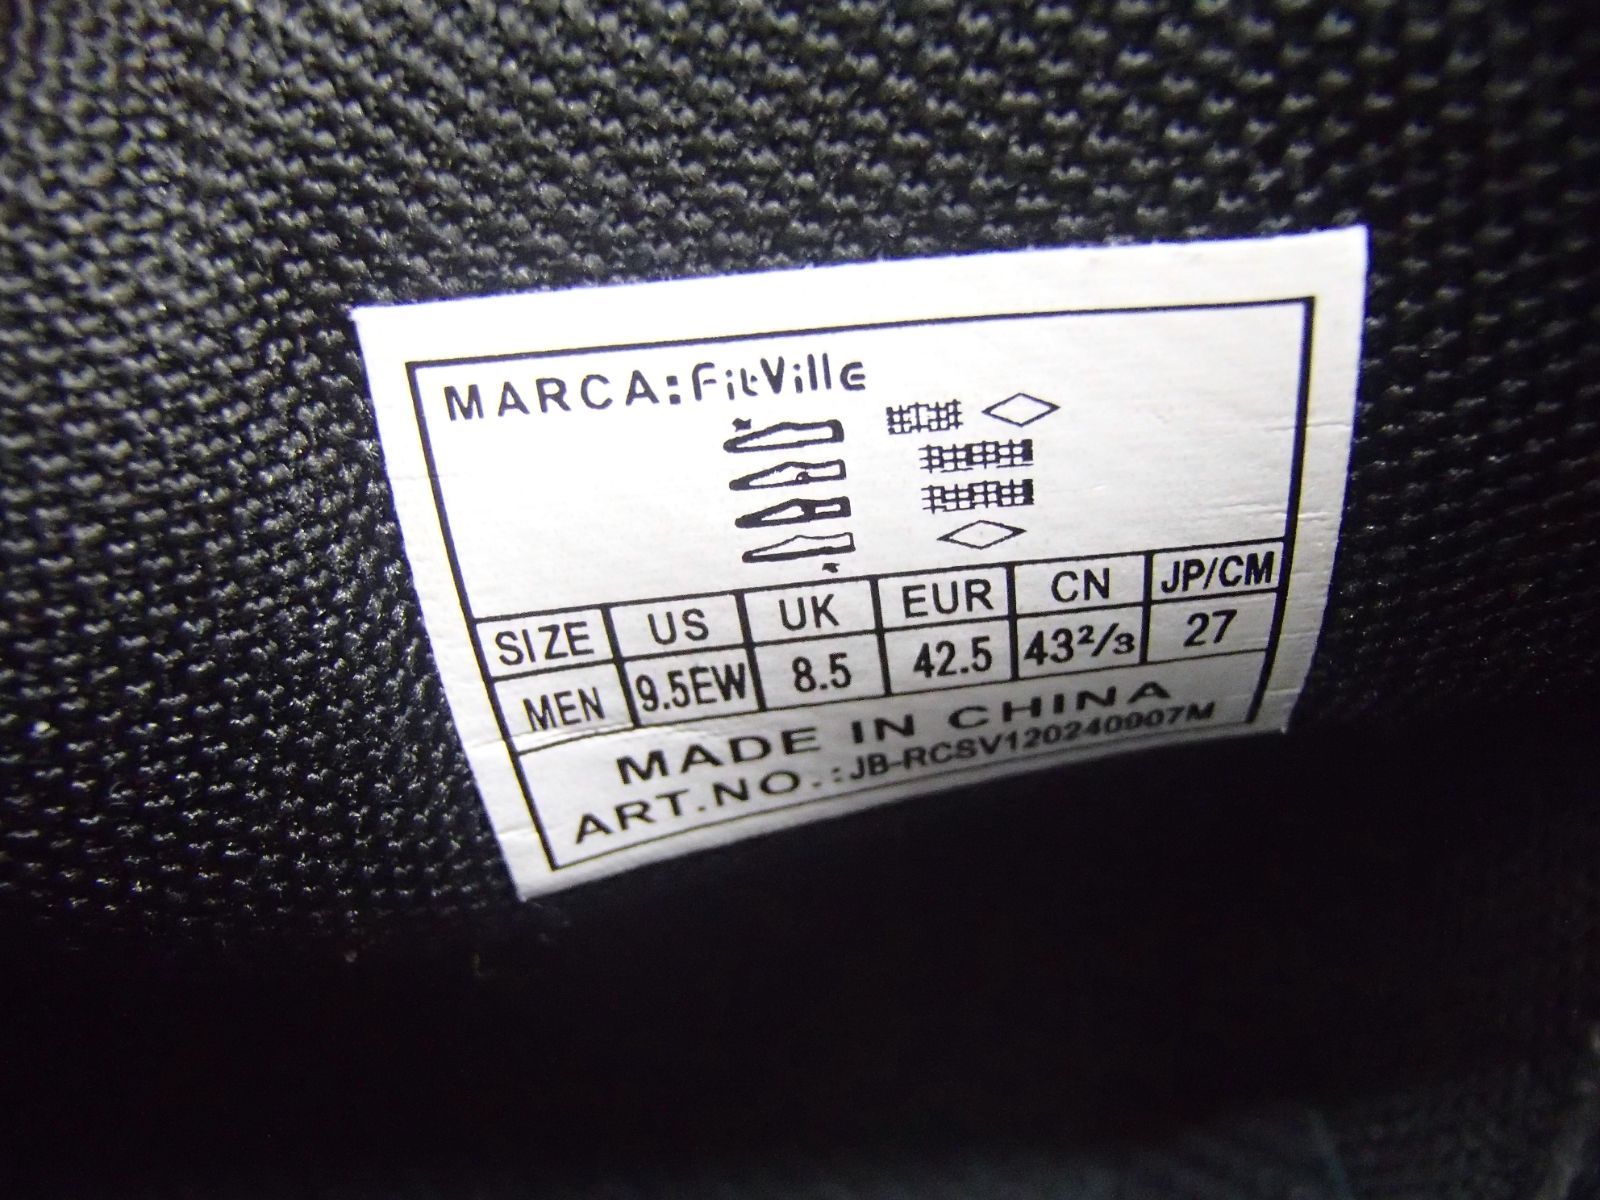 MARCA: FitVille
SIZE US UK EUR CN JP/CM
MEN 9.5EW 8.5 42.5 43²/₃ 27
MADE IN CHINA
ART.NO.:JB-RCSV120240907M